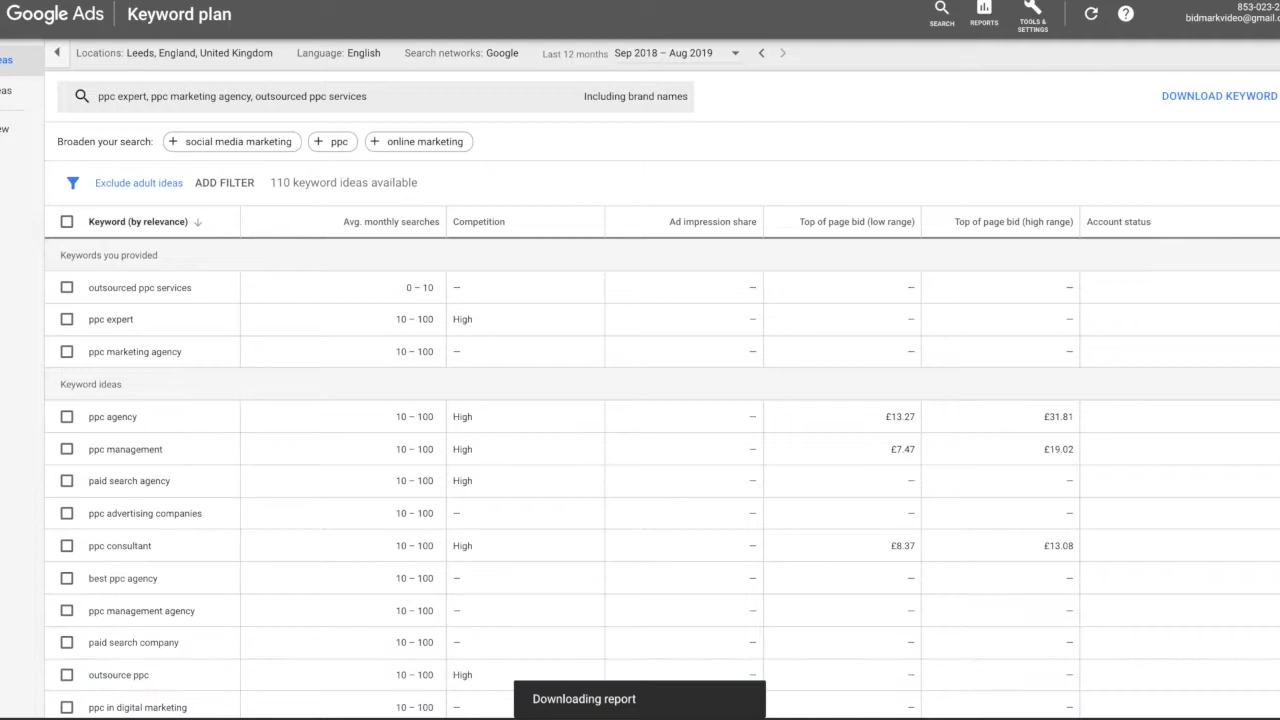 Google Ads Keyword plan SEARCH REPORTS TOOLS & SETTINGS 853-023-2
bidmarkvideo@gmail.c
eas Locations: Leeds, England, United Kingdom Language: English Search networks: Google Last 12 months Sep 2018 – Aug 2019
eas ppc expert, ppc marketing agency, outsourced ppc services Including brand names DOWNLOAD KEYWORD
ew Broaden your search: + social media marketing + ppc + online marketing
Exclude adult ideas ADD FILTER 110 keyword ideas available
Keyword (by relevance) ↓ Avg. monthly searches Competition Ad impression share Top of page bid (low range) Top of page bid (high range) Account status
Keywords you provided
outsourced ppc services 0 – 10 – – – –
ppc expert 10 – 100 High – – –
ppc marketing agency 10 – 100 – – – –
Keyword ideas
ppc agency 10 – 100 High – £13.27 £31.81
ppc management 10 – 100 High – £7.47 £19.02
paid search agency 10 – 100 High – – –
ppc advertising companies 10 – 100 – – – –
ppc consultant 10 – 100 High – £8.37 £13.08
best ppc agency 10 – 100 – – – –
ppc management agency 10 – 100 – – – –
paid search company 10 – 100 – – – –
outsource ppc 10 – 100 High – – –
ppc in digital marketing 10 – 100 – – – –
Downloading report